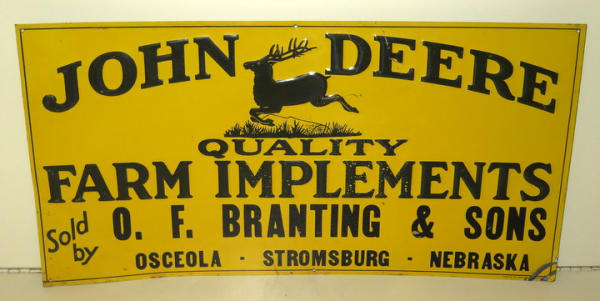 JOHN DEERE
QUALITY
FARM IMPLEMENTS
Sold by O. F. BRANTING & SONS
OSCEOLA - STROMSBURG - NEBRASKA